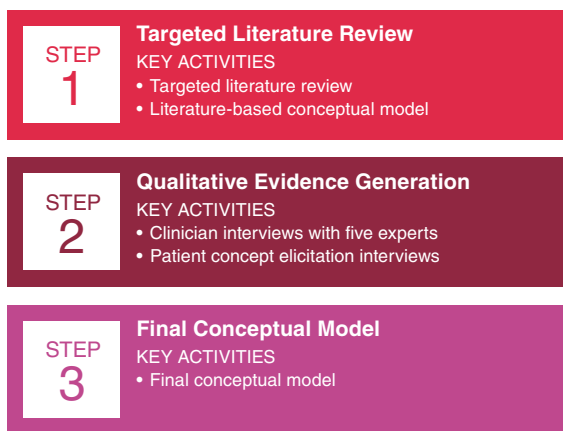 STEP
1
Targeted Literature Review
KEY ACTIVITIES
• Targeted literature review
• Literature-based conceptual model
STEP
2
Qualitative Evidence Generation
KEY ACTIVITIES
• Clinician interviews with five experts
• Patient concept elicitation interviews
STEP
3
Final Conceptual Model
KEY ACTIVITIES
• Final conceptual model